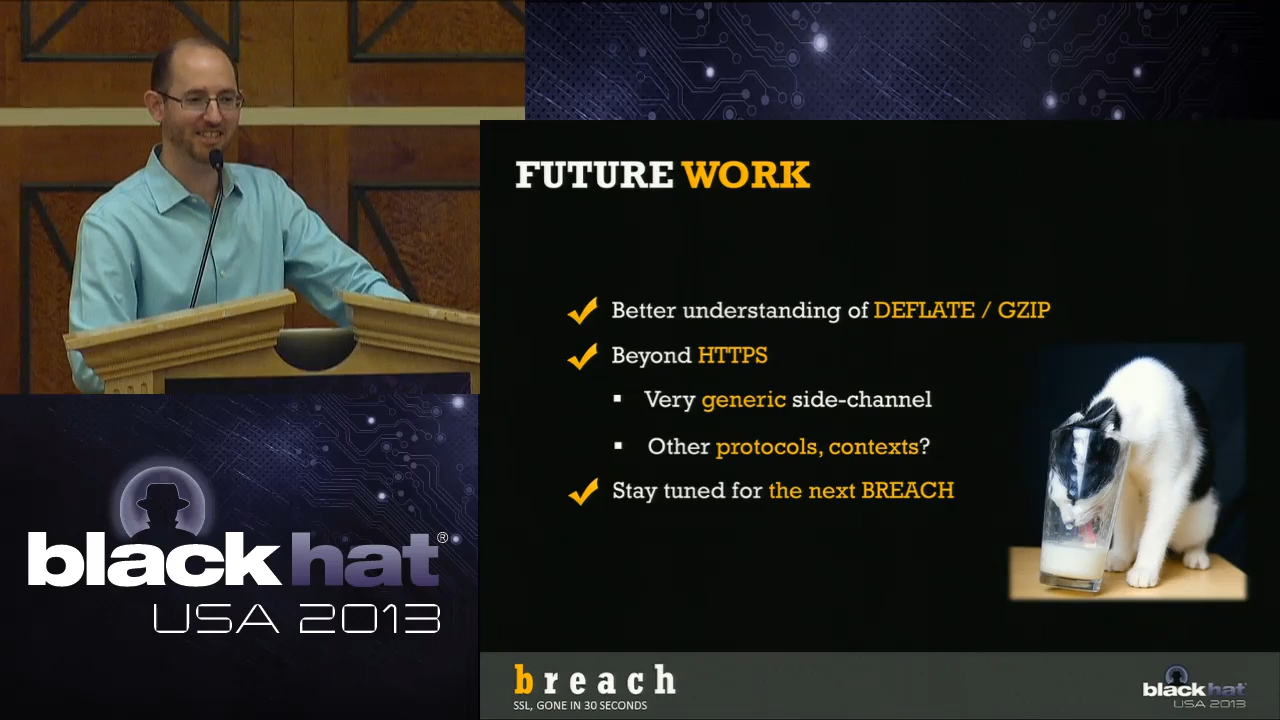 FUTURE WORK
Better understanding of DEFLATE / GZIP
Beyond HTTPS
Very generic side-channel
Other protocols, contexts?
Stay tuned for the next BREACH
black hat®
USA 2013
breach
SSL, GONE IN 30 SECONDS
black hat
USA 2013